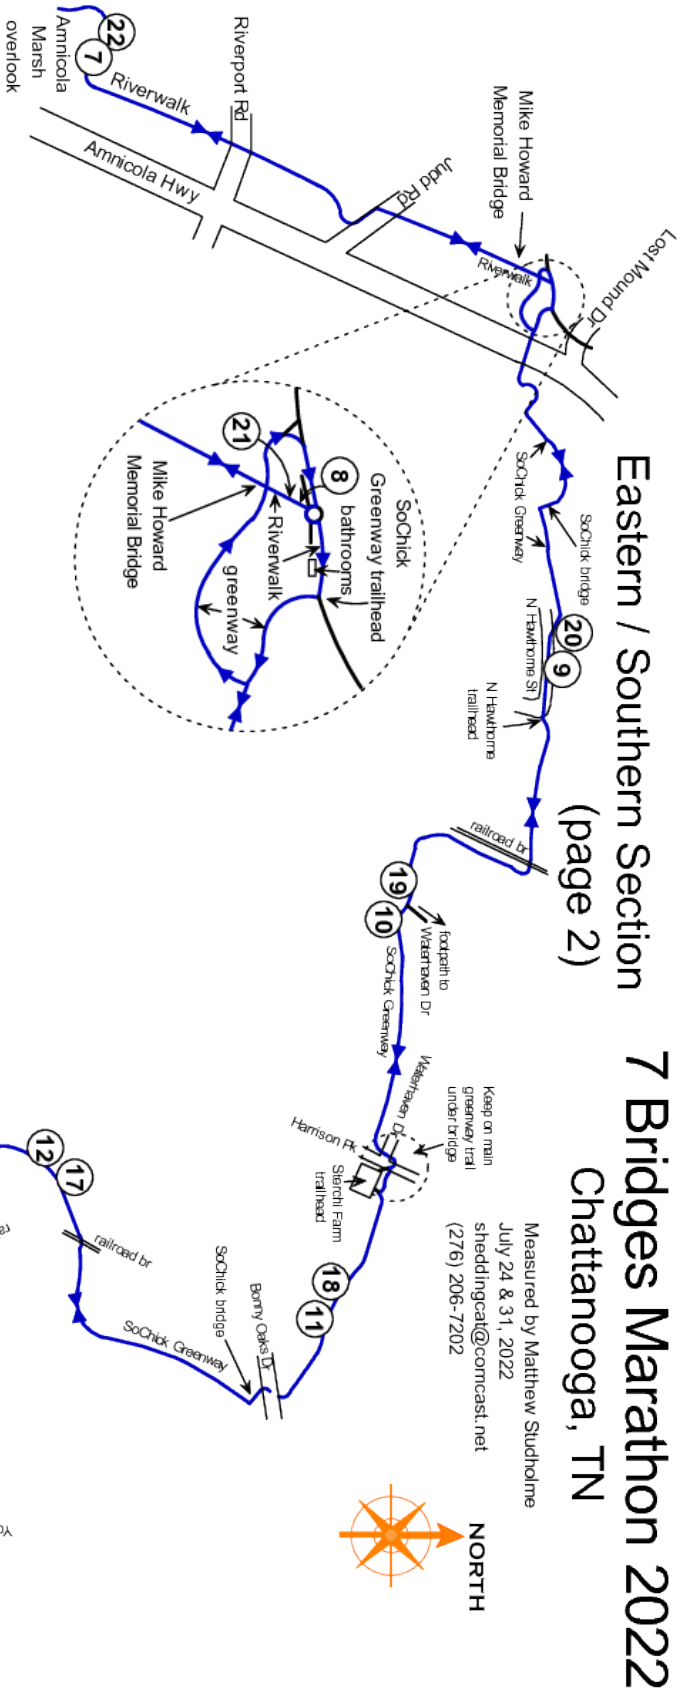 Eastern / Southern Section
(page 2)
7 Bridges Marathon 2022
Chattanooga, TN
Measured by Matthew Studholme
July 24 & 31, 2022
sheddingcat@comcast.net
(276) 206-7202
NORTH
22
7
Amnicola
Marsh
overlook
Riverwalk
Riverport Rd
Amnicola Hwy
Judd Rd
Mike Howard
Memorial Bridge
Riverwalk
Lost Mound Dr
SoChick Greenway
SoChick bridge
20
9
N Hawthorne St
N Hawthorne
trailhead
railroad br
SoChick
Greenway trailhead
bathrooms
8
21
Riverwalk
greenway
Mike Howard
Memorial Bridge
19
10
footpath to
Waterhaven Dr
SoChick Greenway
Waterhaven D
Keep on main
greenway trail
under bridge
Harrison Pk
Sterchi Farm
trailhead
18
11
Bonny Oaks Dr
SoChick bridge
SoChick Greenway
railroad br
17
12